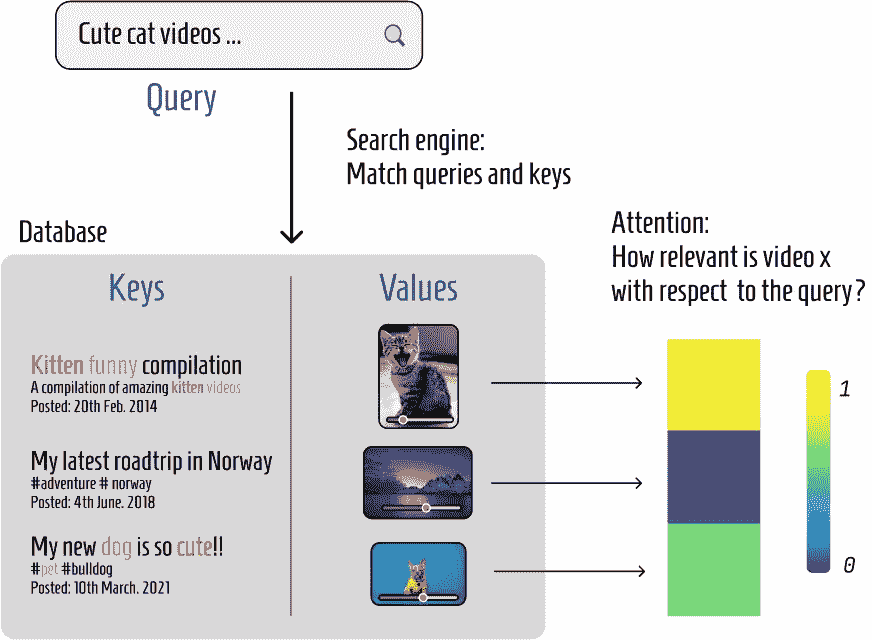 Cute cat videos ...
Query
Search engine:
Match queries and keys
Database
Attention:
How relevant is video x
with respect to the query?
Keys
Values
Kitten funny compilation
A compilation of amazing kitten videos
Posted: 20th Feb. 2014
My latest roadtrip in Norway
#adventure # norway
Posted: 4th June. 2018
My new dog is so cute!!
#pet #bulldog
Posted: 10th March. 2021
1
0